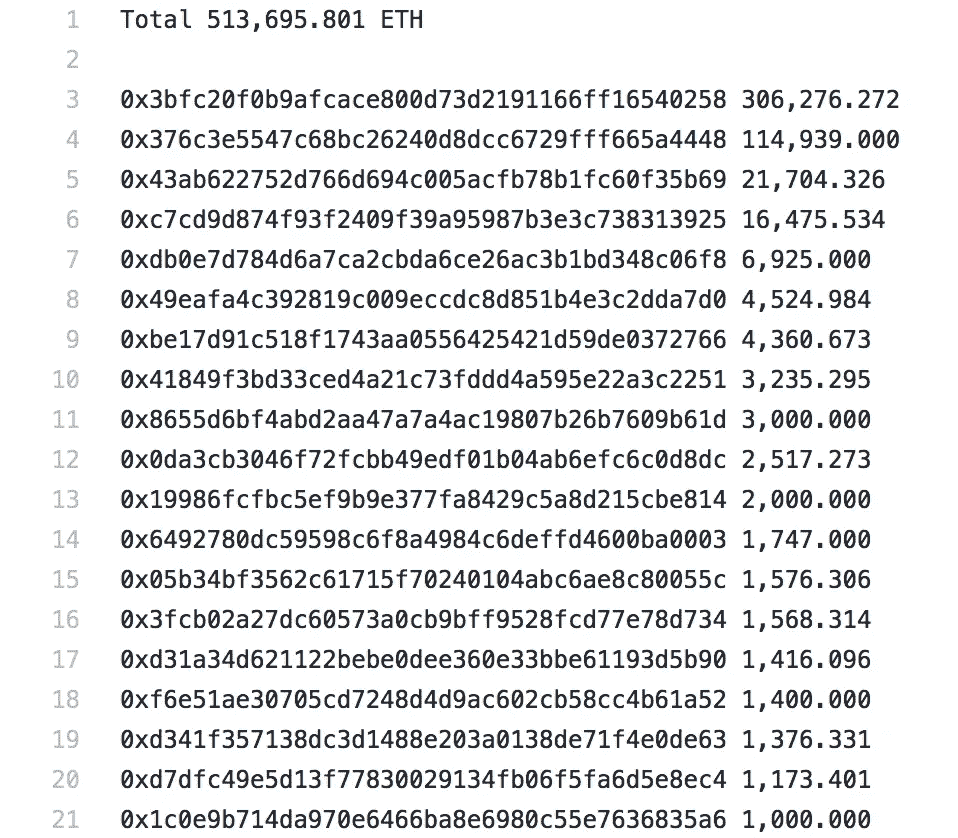 1 Total 513,695.801 ETH
2
3 0x3bfc20f0b9afcace800d73d2191166ff16540258 306,276.272
4 0x376c3e5547c68bc26240d8dcc6729fff665a4448 114,939.000
5 0x43ab622752d766d694c005acfb78b1fc60f35b69 21,704.326
6 0xc7cd9d874f93f2409f39a95987b3e3c738313925 16,475.534
7 0xdb0e7d784d6a7ca2cbda6ce26ac3b1bd348c06f8 6,925.000
8 0x49eafa4c392819c009eccdc8d851b4e3c2dda7d0 4,524.984
9 0xbe17d91c518f1743aa0556425421d59de0372766 4,360.673
10 0x41849f3bd33ced4a21c73fddd4a595e22a3c2251 3,235.295
11 0x8655d6bf4abd2aa47a7a4ac19807b26b7609b61d 3,000.000
12 0x0da3cb3046f72fcbb49edf01b04ab6efc6c0d8dc 2,517.273
13 0x19986fcfbc5ef9b9e377fa8429c5a8d215cbe814 2,000.000
14 0x6492780dc59598c6f8a4984c6deffd4600ba0003 1,747.000
15 0x05b34bf3562c61715f70240104abc6ae8c80055c 1,576.306
16 0x3fcb02a27dc60573a0cb9bff9528fcd77e78d734 1,568.314
17 0xd31a34d621122bebe0dee360e33bbe61193d5b90 1,416.096
18 0xf6e51ae30705cd7248d4d9ac602cb58cc4b61a52 1,400.000
19 0xd341f357138dc3d1488e203a0138de71f4e0de63 1,376.331
20 0xd7dfc49e5d13f77830029134fb06f5fa6d5e8ec4 1,173.401
21 0x1c0e9b714da970e6466ba8e6980c55e7636835a6 1,000.000